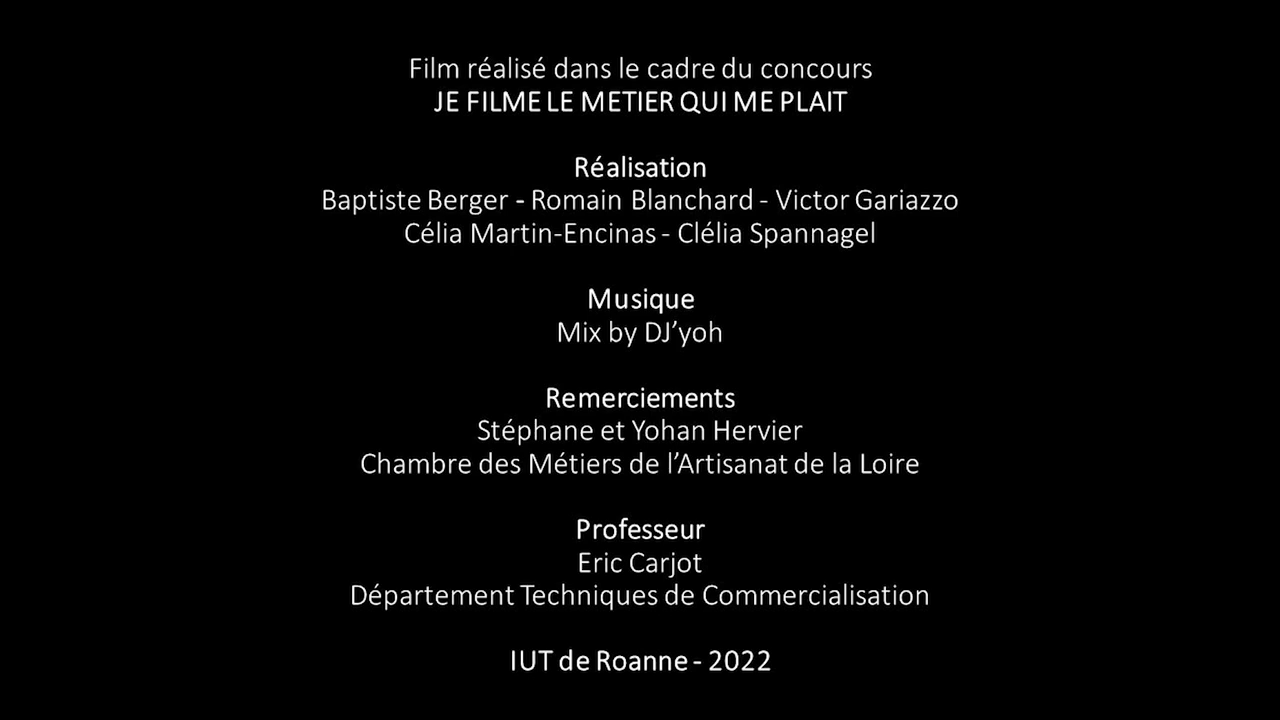 Film réalisé dans le cadre du concours
JE FILME LE METIER QUI ME PLAIT
Réalisation
Baptiste Berger - Romain Blanchard - Victor Gariazzo
Célia Martin-Encinas - Clélia Spannagel
Musique
Mix by DJ’yoh
Remerciements
Stéphane et Yohan Hervier
Chambre des Métiers de l’Artisanat de la Loire
Professeur
Eric Carjot
Département Techniques de Commercialisation
IUT de Roanne - 2022